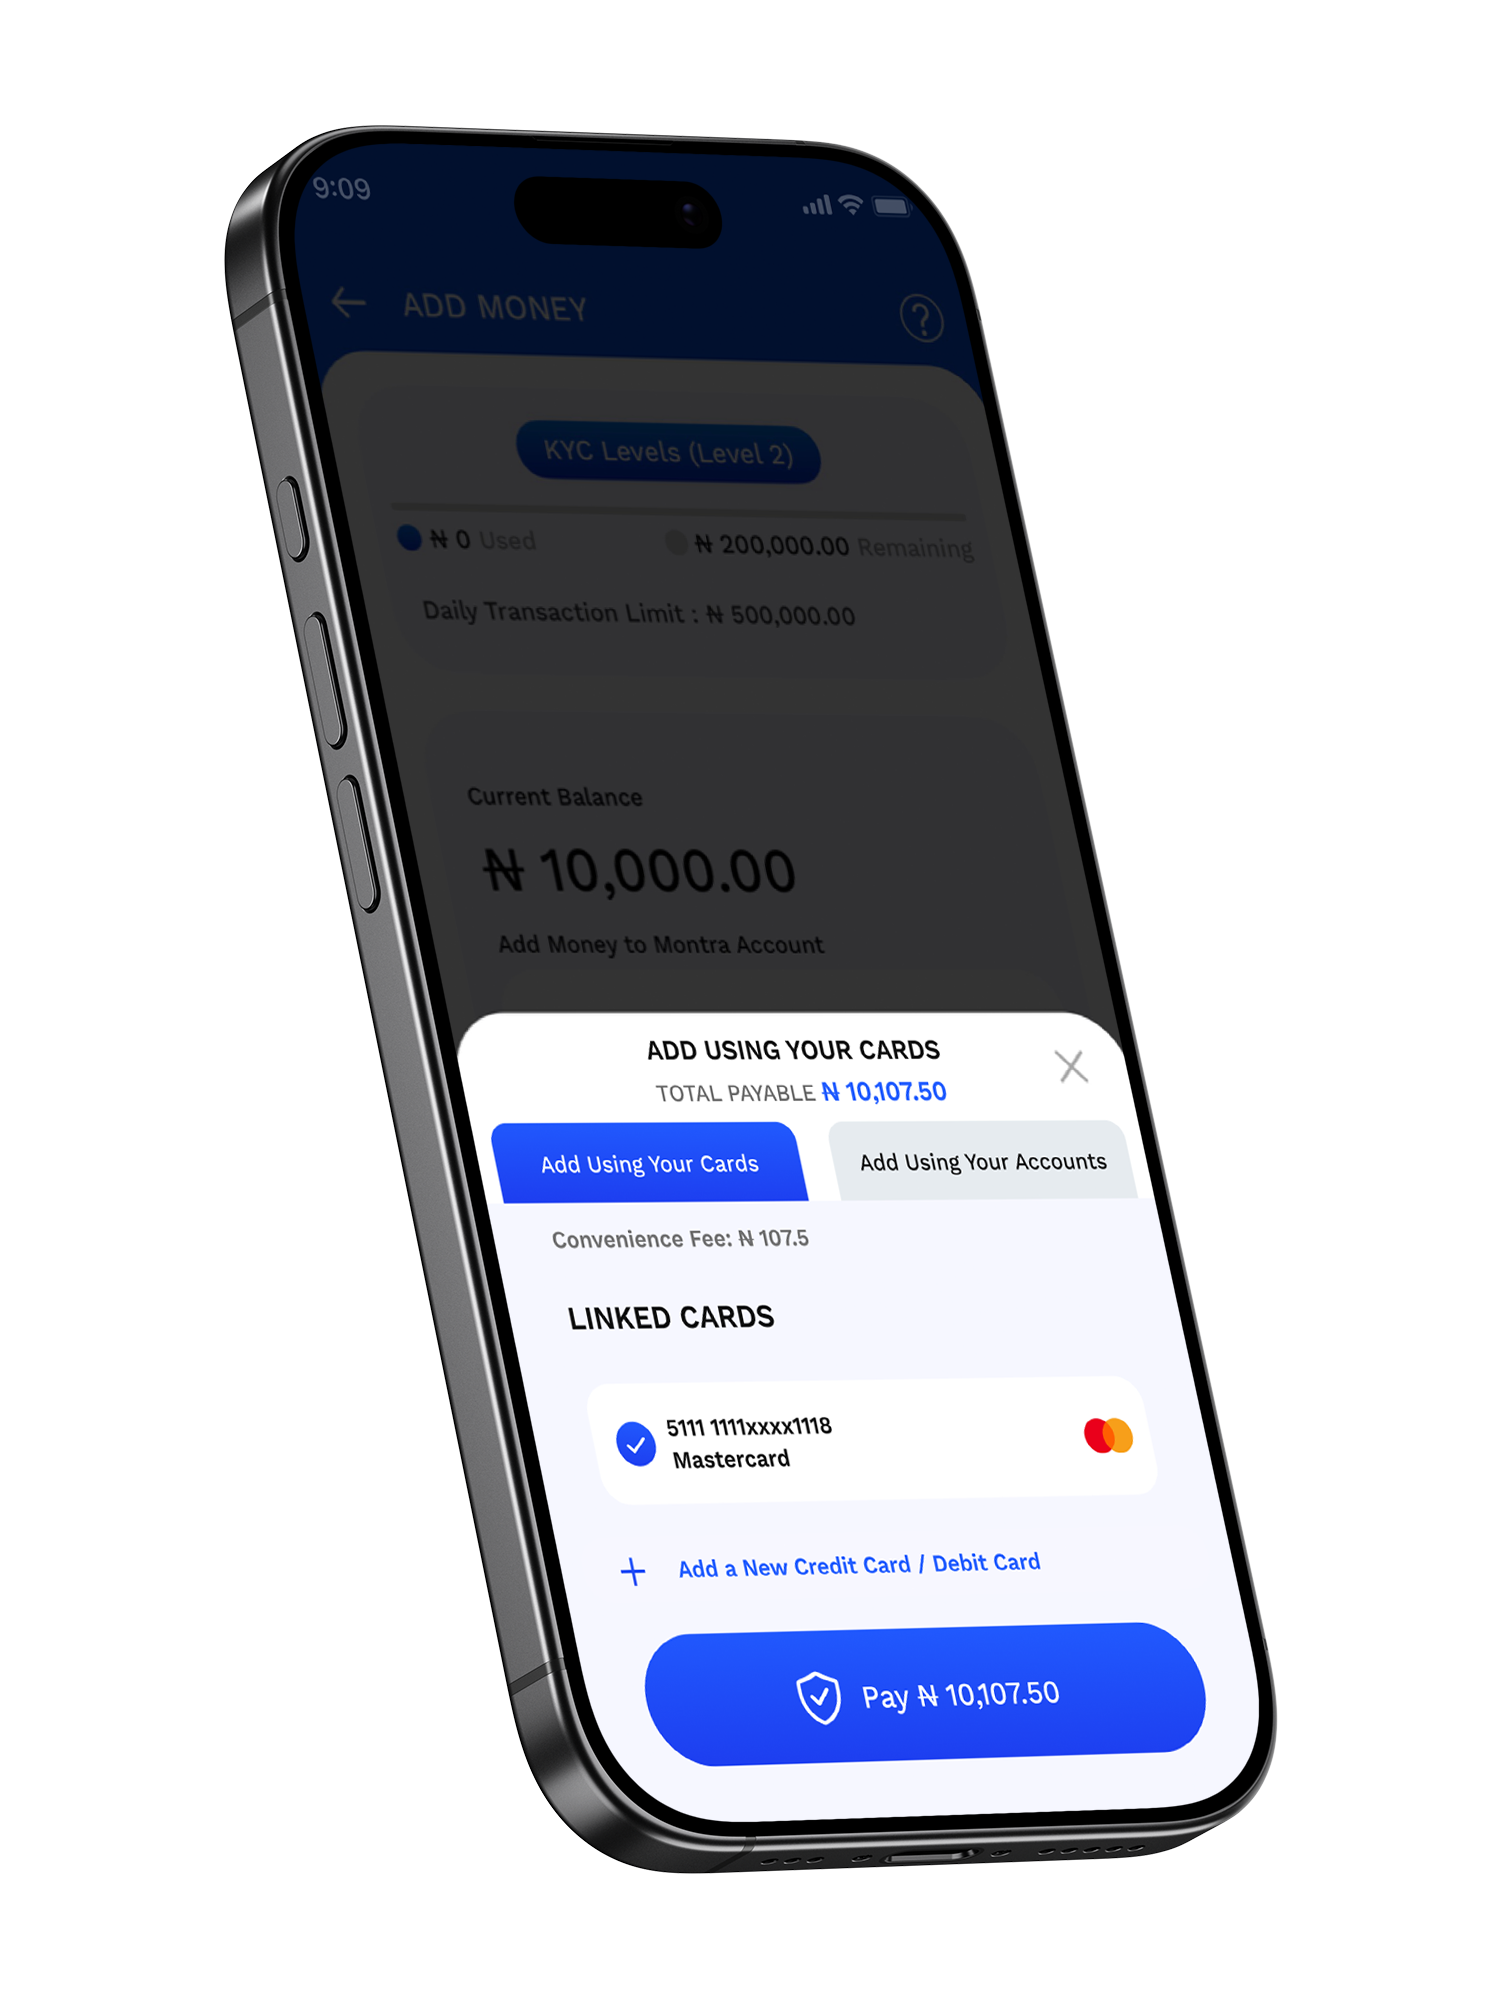 9:09
ADD MONEY
?
KYC Levels (Level 2)
₦ 0 Used
₦ 200,000.00 Remaining
Daily Transaction Limit : ₦ 500,000.00
Current Balance
₦ 10,000.00
Add Money to Montra Account
ADD USING YOUR CARDS
TOTAL PAYABLE ₦ 10,107.50
Add Using Your Cards
Add Using Your Accounts
Convenience Fee: ₦ 107.5
LINKED CARDS
5111 1111xxxx1118
Mastercard
+ Add a New Credit Card / Debit Card
Pay ₦ 10,107.50